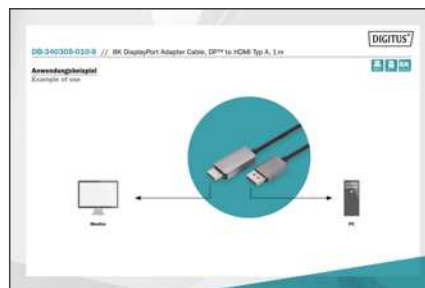 DIGITUS®
DB-340305-010-S // 8K DisplayPort Adapter Cable, DP™ to HDMI Typ A, 1 m
Anwendungsbeispiel
Example of use
8K
Monitor
PC